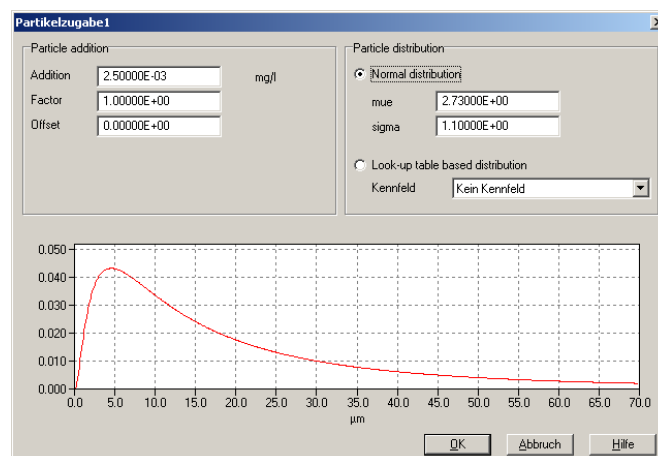 Partikelzugabe1
Particle addition
Addition 2.50000E-03 mg/l
Factor 1.00000E+00
Offset 0.00000E+00
Particle distribution
Normal distribution
mue 2.73000E+00
sigma 1.10000E+00
Look-up table based distribution
Kennfeld Kein Kennfeld
0.050
0.040
0.030
0.020
0.010
0.000
0.0 5.0 10.0 15.0 20.0 25.0 30.0 35.0 40.0 45.0 50.0 55.0 60.0 65.0 70.0
µm
OK Abbruch Hilfe